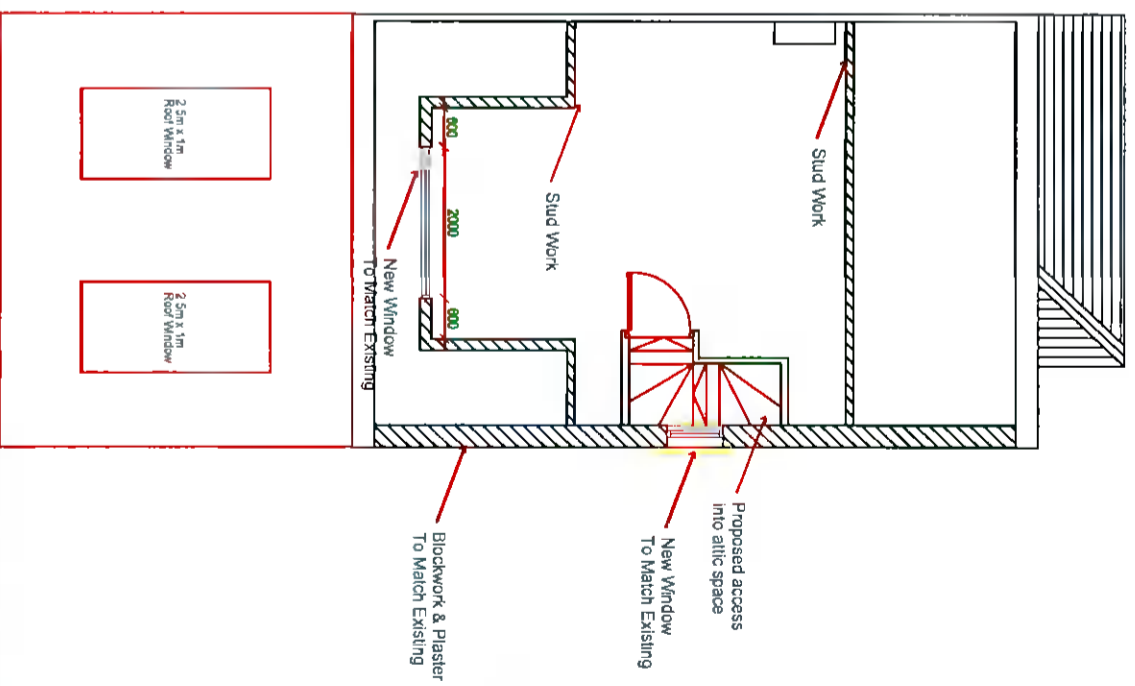 Stud Work
Proposed access
into attic space
New Window
To Match Existing
Stud Work
600
2000
600
Blockwork & Plaster
To Match Existing
New Window
To Match Existing
2.5m x 1m
Roof Window
2.5m x 1m
Roof Window